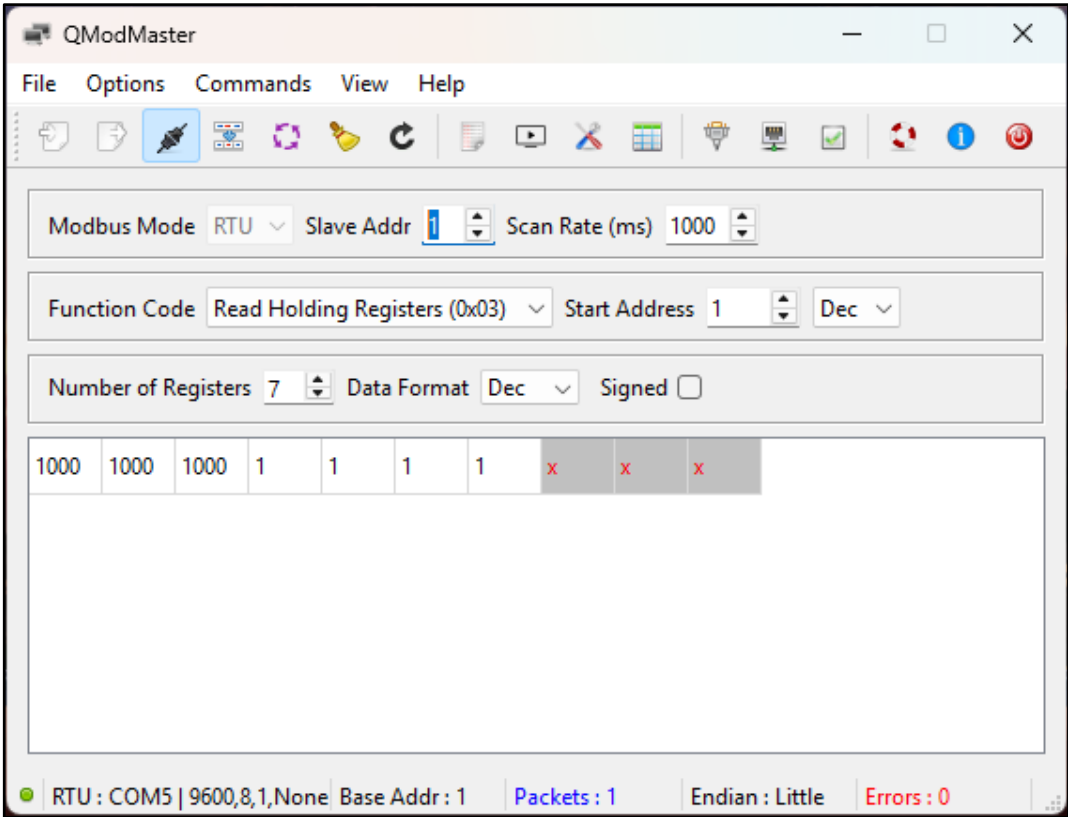 QModMaster
File Options Commands View Help
Modbus Mode RTU Slave Addr 1 Scan Rate (ms) 1000
Function Code Read Holding Registers (0x03) Start Address 1 Dec
Number of Registers 7 Data Format Dec Signed
1000 1000 1000 1 1 1 1 x x x
RTU : COM5 | 9600,8,1,None Base Addr : 1 Packets : 1 Endian : Little Errors : 0